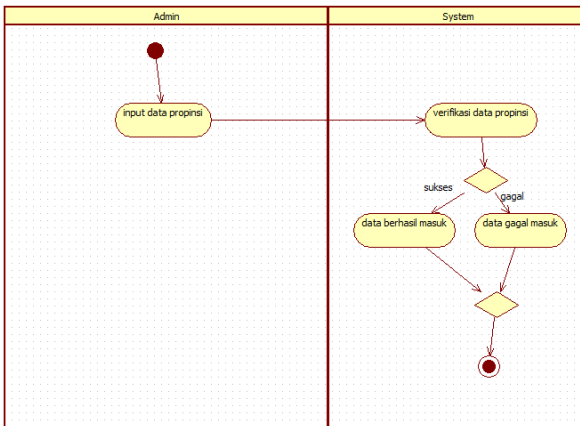 Admin
System
input data propinsi
verifikasi data propinsi
sukses
gagal
data berhasil masuk
data gagal masuk